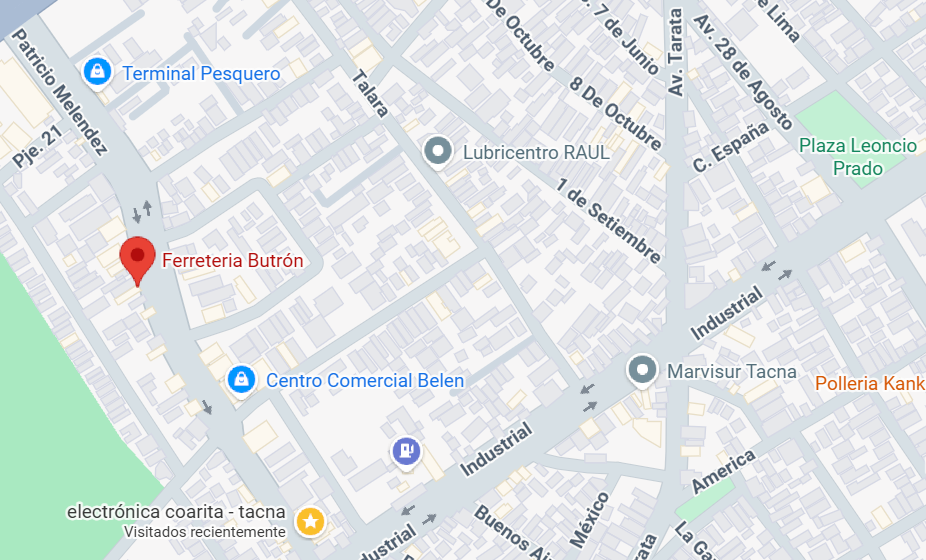 De Octubre
. 7 de Junio
Av. Tarata
Av. 28 de Agosto
e Lima
Patricio Melendez
Terminal Pesquero
Talara
8 De Octubre
Pje. 21
Lubricentro RAUL
C. España
Plaza Leoncio
Prado
1 de Setiembre
Ferreteria Butrón
Industrial
Centro Comercial Belen
Marvisur Tacna
Polleria Kank
Industrial
America
electrónica coarita - tacna
Visitados recientemente
México
Buenos Ai
dustrial
La Ga
arata